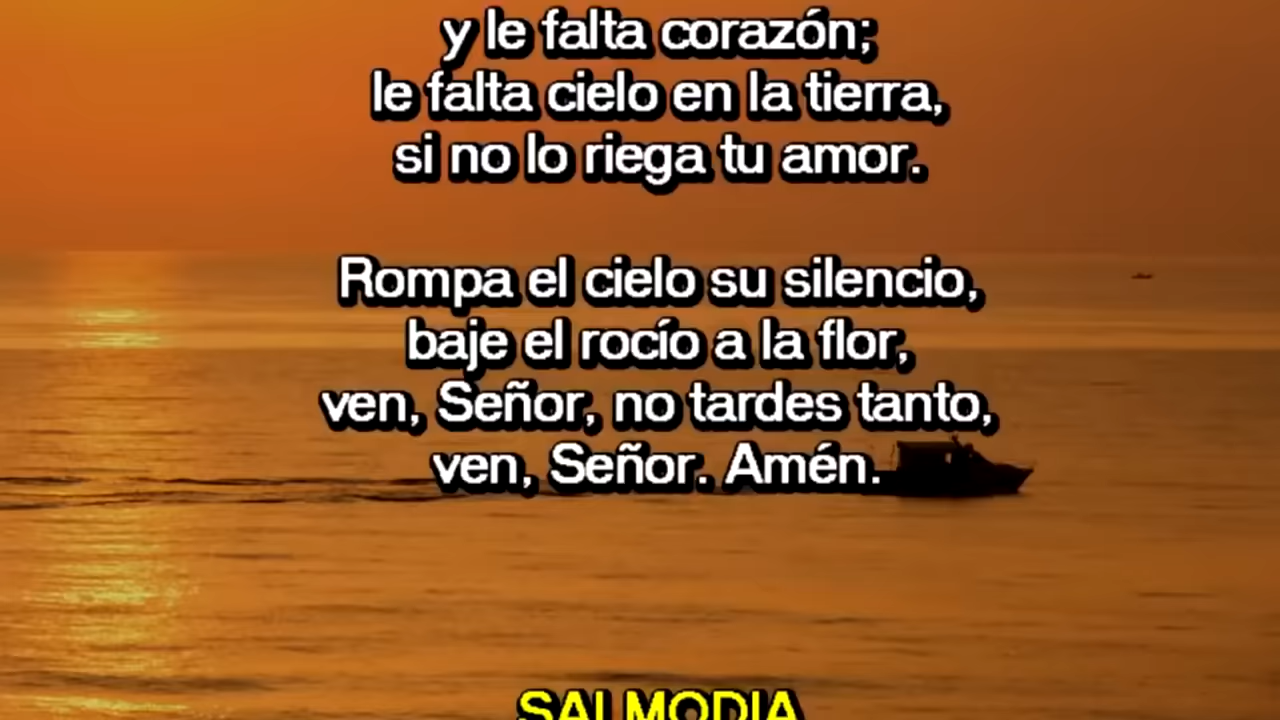 y le falta corazón;
le falta cielo en la tierra,
si no lo riega tu amor.
Rompa el cielo su silencio,
baje el rocío a la flor,
ven, Señor, no tardes tanto,
ven, Señor. Amén.
SALMODIA